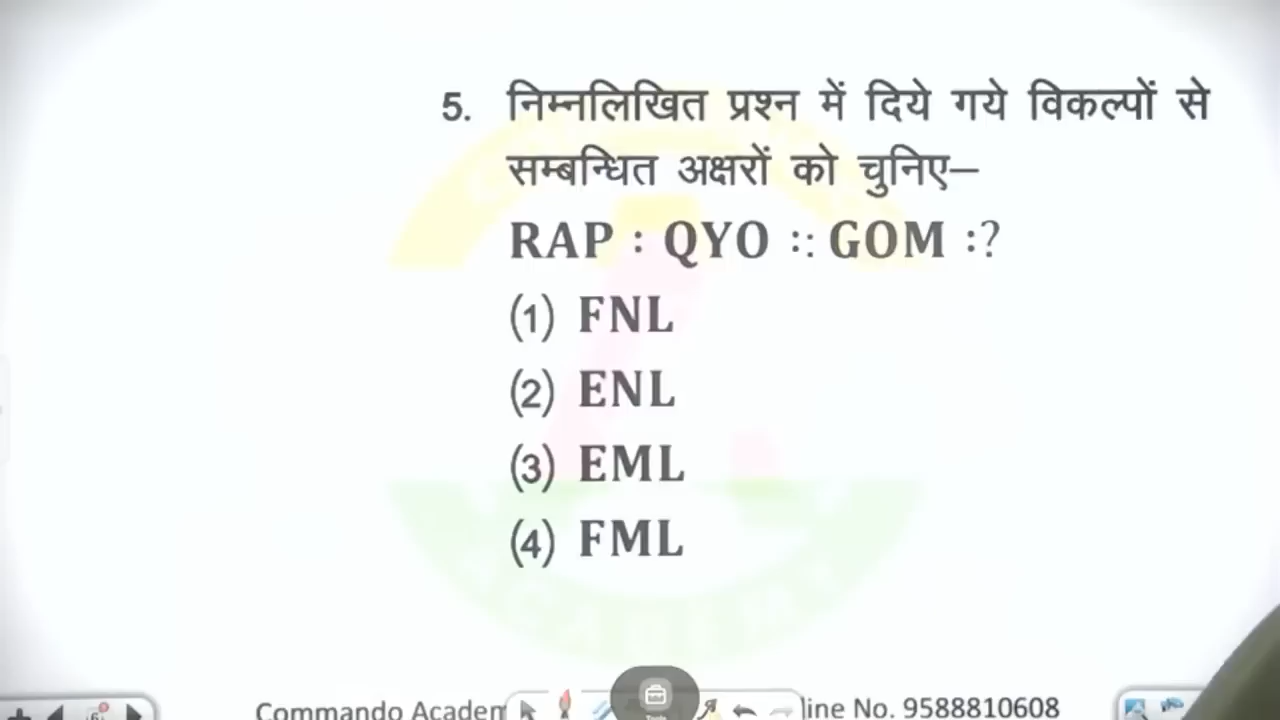 5. निम्नलिखित प्रश्न में दिये गये विकल्पों से
सम्बन्धित अक्षरों को चुनिए–
RAP : QYO :: GOM :?
(1) FNL
(2) ENL
(3) EML
(4) FML
Commando Academ
line No. 9588810608